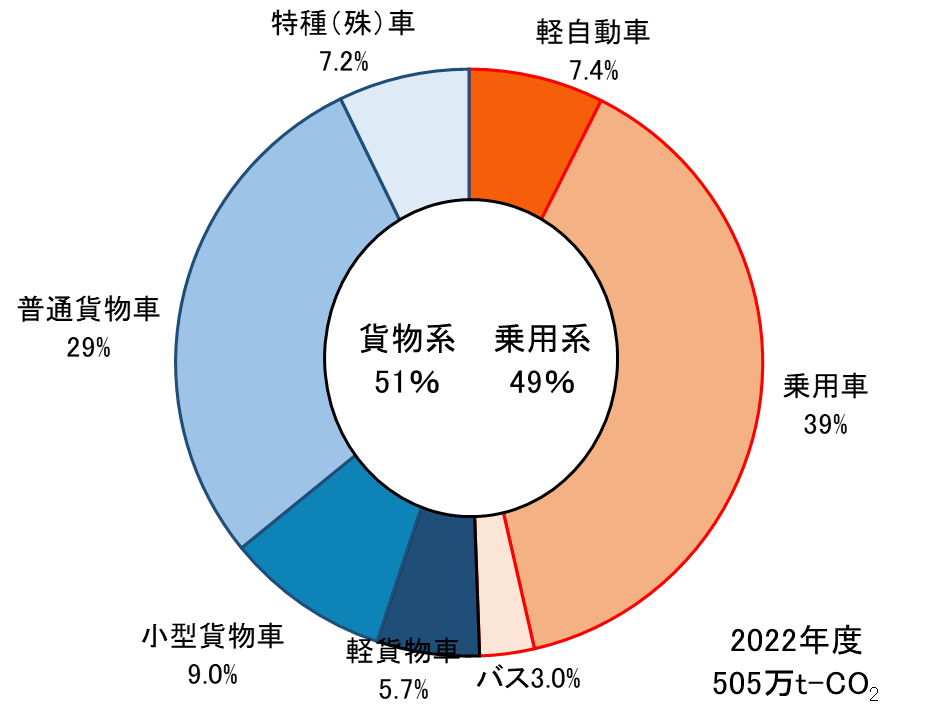 特種（殊）車
7.2%
軽自動車
7.4%
普通貨物車
29%
貨物系
51%
乗用系
49%
乗用車
39%
小型貨物車
9.0%
軽貨物車
5.7%
バス3.0%
2022年度
505万t-CO₂